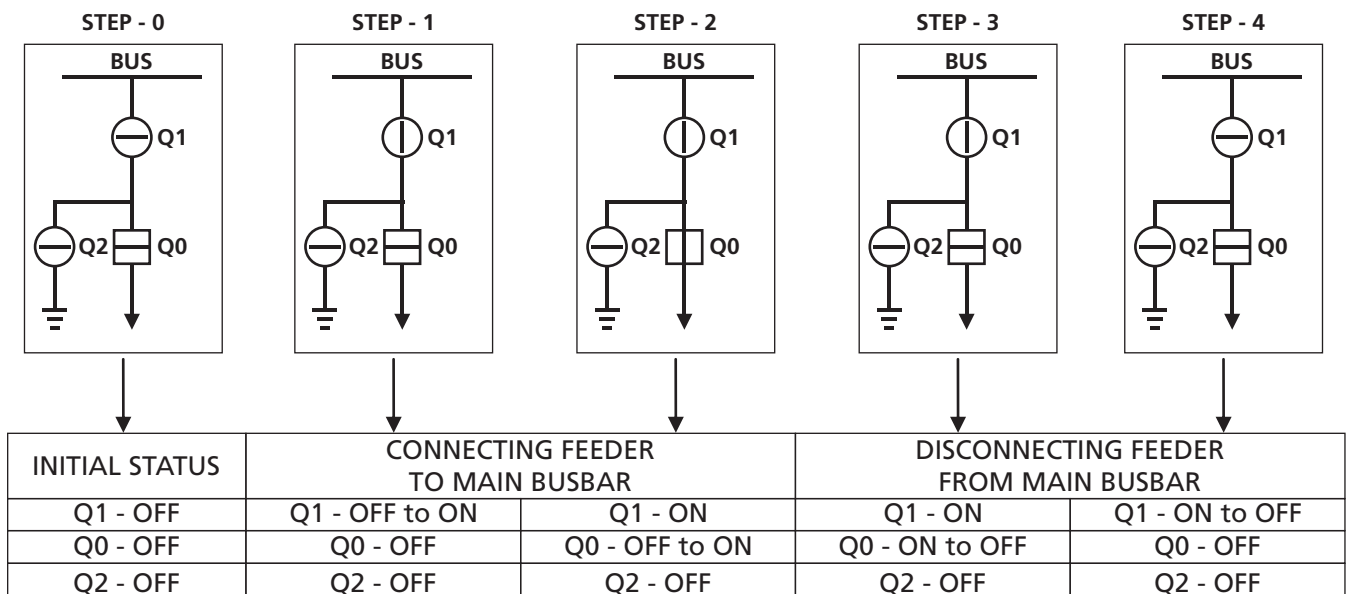 STEP - 0 STEP - 1 STEP - 2 STEP - 3 STEP - 4
BUS BUS BUS BUS BUS
Q1 Q1 Q1 Q1 Q1
Q2 Q0 Q2 Q0 Q2 Q0 Q2 Q0 Q2 Q0
INITIAL STATUS
CONNECTING FEEDER
TO MAIN BUSBAR
DISCONNECTING FEEDER
FROM MAIN BUSBAR
Q1 - OFF Q1 - OFF to ON Q1 - ON Q1 - ON Q1 - ON to OFF
Q0 - OFF Q0 - OFF Q0 - OFF to ON Q0 - ON to OFF Q0 - OFF
Q2 - OFF Q2 - OFF Q2 - OFF Q2 - OFF Q2 - OFF